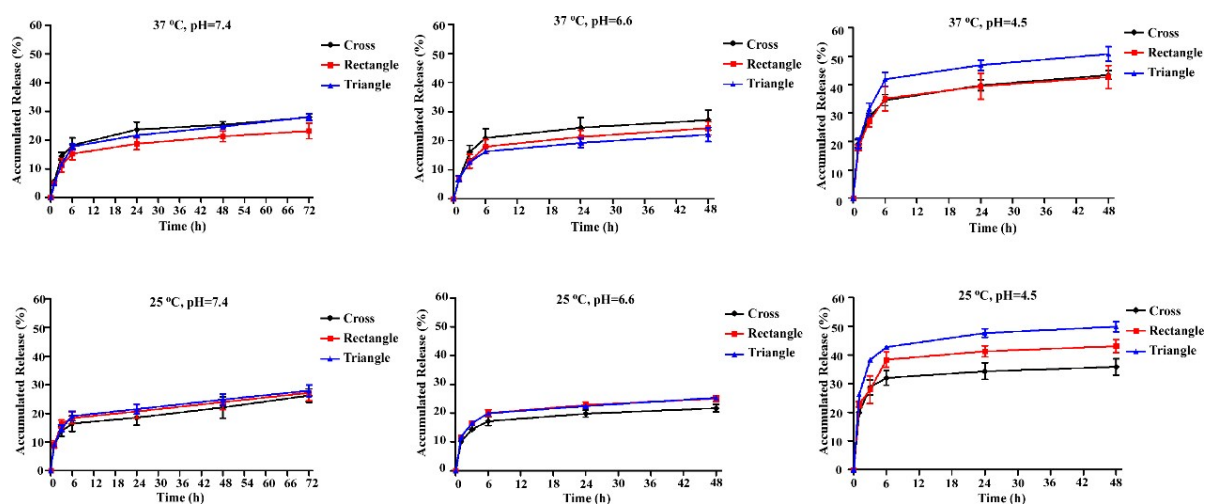 37 ºC, pH=7.4
Accumulated Release (%)
60
50
40
30
20
10
0
0 6 12 18 24 30 36 42 48 54 60 66 72
Time (h)
Cross
Rectangle
Triangle
37 ºC, pH=6.6
Accumulated Release (%)
60
50
40
30
20
10
0
0 6 12 18 24 30 36 42 48
Time (h)
Cross
Rectangle
Triangle
37 ºC, pH=4.5
Accumulated Release (%)
60
50
40
30
20
10
0
0 6 12 18 24 30 36 42 48
Time (h)
Cross
Rectangle
Triangle
25 ºC, pH=7.4
Accumulated Release (%)
60
50
40
30
20
10
0
0 6 12 18 24 30 36 42 48 54 60 66 72
Time (h)
Cross
Rectangle
Triangle
25 ºC, pH=6.6
Accumulated Release (%)
60
50
40
30
20
10
0
0 6 12 18 24 30 36 42 48
Time (h)
Cross
Rectangle
Triangle
25 ºC, pH=4.5
Accumulated Release (%)
60
50
40
30
20
10
0
0 6 12 18 24 30 36 42 48
Time (h)
Cross
Rectangle
Triangle